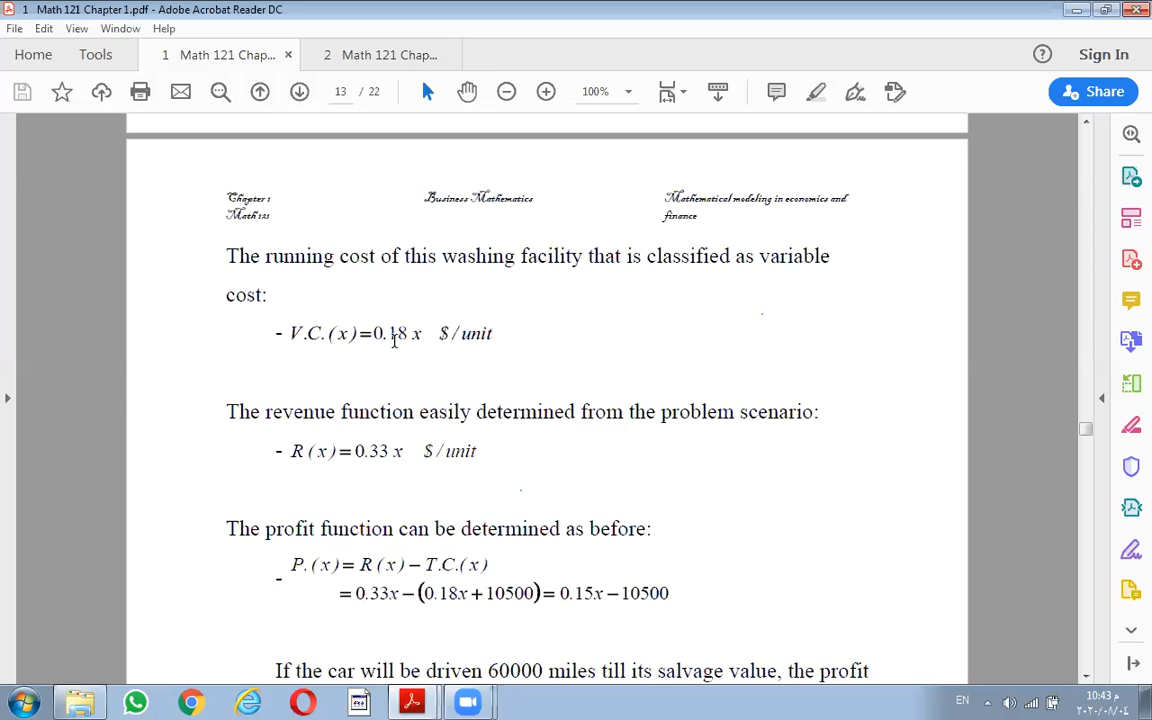 1 Math 121 Chapter 1.pdf - Adobe Acrobat Reader DC
File Edit View Window Help
Home Tools 1 Math 121 Chap... × 2 Math 121 Chap... Sign In
13 / 22 100% Share
Chapter 1 Business Mathematics Mathematical modeling in economics and
Math 121 finance
The running cost of this washing facility that is classified as variable
cost:
- V.C.(x)=0.18 x $/unit
The revenue function easily determined from the problem scenario:
- R(x)=0.33 x $/unit
The profit function can be determined as before:
- P.(x)= R(x)− T.C.(x)
= 0.33x−(0.18x+10500)= 0.15x−10500
If the car will be driven 60000 miles till its salvage value, the profit
EN 10:43 م
٢٠٢٠/٠٨/٠٤